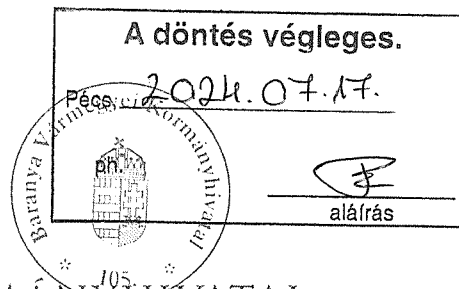 A döntés végleges.
Pécs, 2024. 07. 17.
Baranya Vármegyei Kormányhivatal
ph.
aláírás
105.